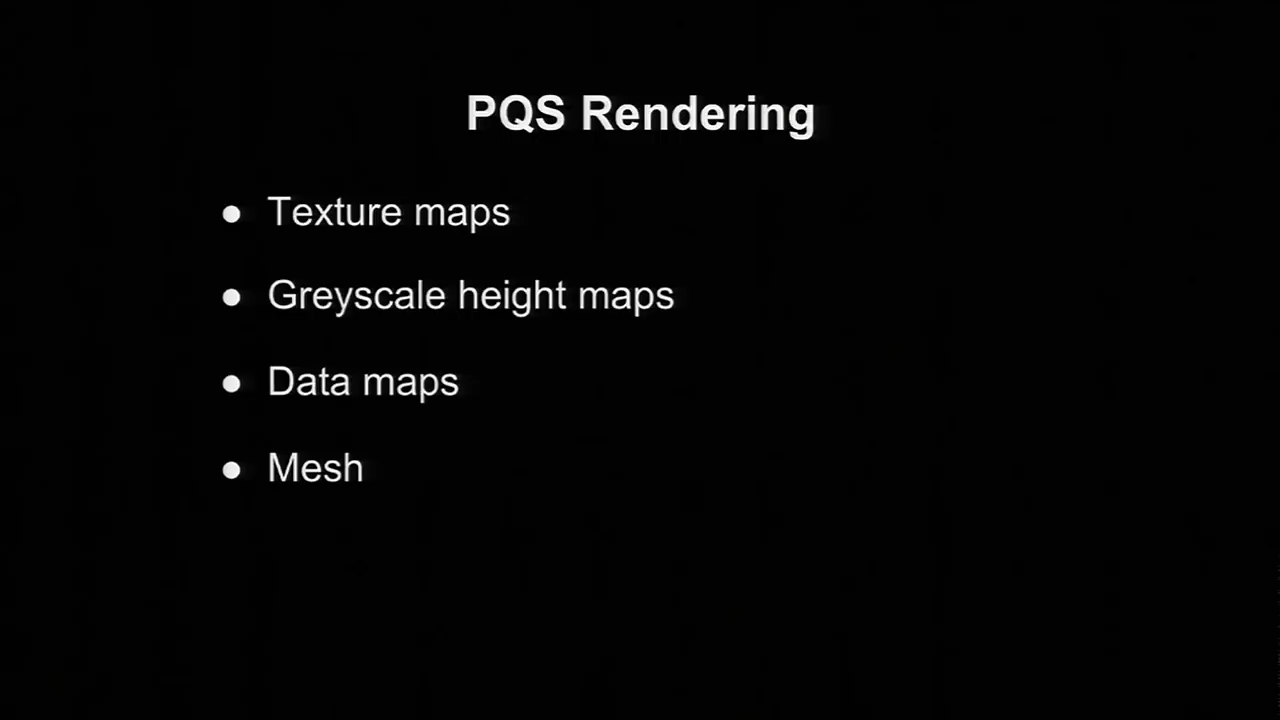 PQS Rendering
● Texture maps
● Greyscale height maps
● Data maps
● Mesh